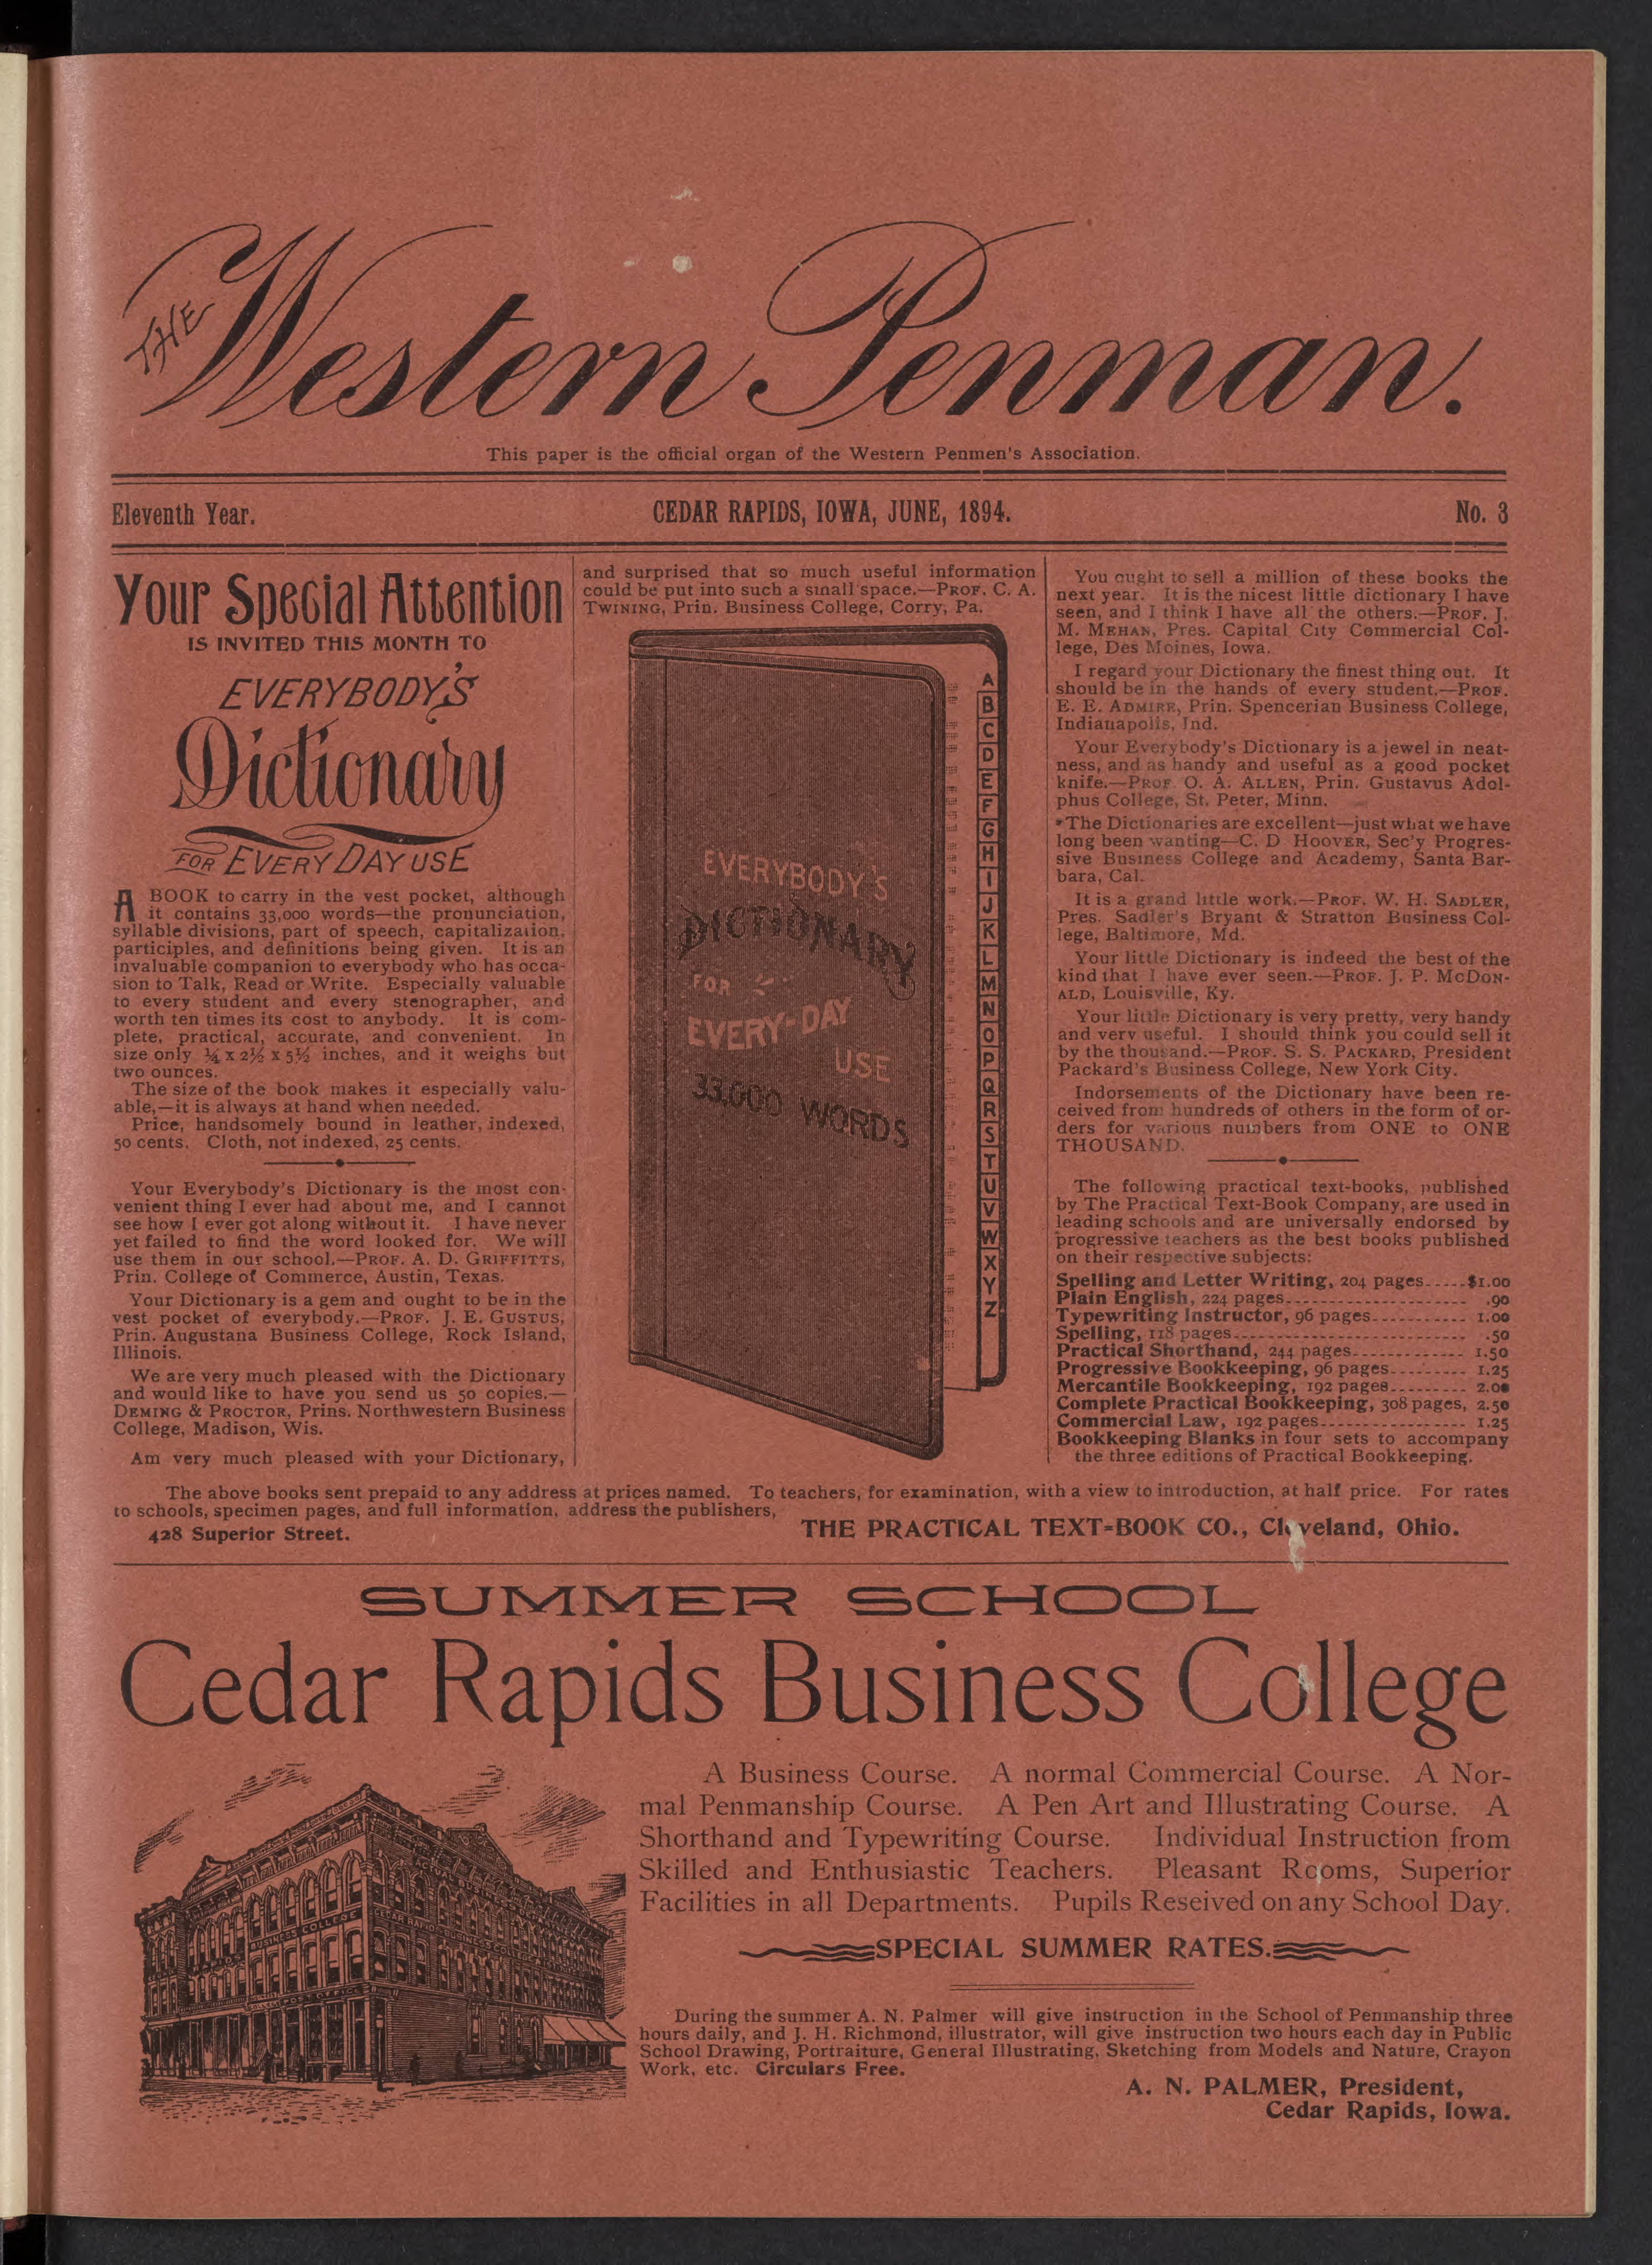 THE
Western Penman.
This paper is the official organ of the Western Penmen's Association.
Eleventh Year.
CEDAR RAPIDS, IOWA, JUNE, 1894.
No. 3
Your Special Attention
IS INVITED THIS MONTH TO
EVERYBODY'S
Dictionary
FOR EVERY DAY USE
A BOOK to carry in the vest pocket, although
it contains 33,000 words—the pronunciation,
syllable divisions, part of speech, capitalization,
participles, and definitions being given. It is an
invaluable companion to everybody who has occa-
sion to Talk, Read or Write. Especially valuable
to every student and every stenographer, and
worth ten times its cost to anybody. It is com-
plete, practical, accurate, and convenient. In
size only ¼ x 2½ x 5½ inches, and it weighs but
two ounces.
The size of the book makes it especially valu-
able,—it is always at hand when needed.
Price, handsomely bound in leather, indexed,
50 cents. Cloth, not indexed, 25 cents.
Your Everybody's Dictionary is the most con-
venient thing I ever had about me, and I cannot
see how I ever got along without it. I have never
yet failed to find the word looked for. We will
use them in our school.—PROF. A. D. GRIFFITTS,
Prin. College of Commerce, Austin, Texas.
Your Dictionary is a gem and ought to be in the
vest pocket of everybody.—PROF. J. E. GUSTUS,
Prin. Augustana Business College, Rock Island,
Illinois.
We are very much pleased with the Dictionary
and would like to have you send us 50 copies.—
DEMING & PROCTOR, Prins. Northwestern Business
College, Madison, Wis.
Am very much pleased with your Dictionary,
and surprised that so much useful information
could be put into such a small space.—PROF. C. A.
TWINING, Prin. Business College, Corry, Pa.
EVERYBODY'S
DICTIONARY
FOR
EVERY-DAY
USE
33,000 WORDS
A
B
C
D
E
F
G
H
I
J
K
L
M
N
O
P
Q
R
S
T
U
V
W
X
Y
Z
You ought to sell a million of these books the
next year. It is the nicest little dictionary I have
seen, and I think I have all the others.—PROF. J.
M. MEHAN, Pres. Capital City Commercial Col-
lege, Des Moines, Iowa.
I regard your Dictionary the finest thing out. It
should be in the hands of every student.—PROF.
E. E. ADMIRE, Prin. Spencerian Business College,
Indianapolis, Ind.
Your Everybody's Dictionary is a jewel in neat-
ness, and as handy and useful as a good pocket
knife.—PROF. O. A. ALLEN, Prin. Gustavus Adol-
phus College, St. Peter, Minn.
*The Dictionaries are excellent—just what we have
long been wanting—C. D HOOVER, Sec'y Progres-
sive Business College and Academy, Santa Bar-
bara, Cal.
It is a grand little work.—PROF. W. H. SADLER,
Pres. Sadler's Bryant & Stratton Business Col-
lege, Baltimore, Md.
Your little Dictionary is indeed the best of the
kind that I have ever seen.—PROF. J. P. MCDON-
ALD, Louisville, Ky.
Your little Dictionary is very pretty, very handy
and very useful. I should think you could sell it
by the thousand.—PROF. S. S. PACKARD, President
Packard's Business College, New York City.
Indorsements of the Dictionary have been re-
ceived from hundreds of others in the form of or-
ders for various numbers from ONE to ONE
THOUSAND.
The following practical text-books, published
by The Practical Text-Book Company, are used in
leading schools and are universally endorsed by
progressive teachers as the best books published
on their respective subjects:
Spelling and Letter Writing, 204 pages-----$1.00
Plain English, 224 pages-------------------- .90
Typewriting Instructor, 96 pages----------- 1.00
Spelling, 118 pages------------------------- .50
Practical Shorthand, 244 pages------------- 1.50
Progressive Bookkeeping, 96 pages--------- 1.25
Mercantile Bookkeeping, 192 pages--------- 2.00
Complete Practical Bookkeeping, 308 pages, 2.50
Commercial Law, 192 pages----------------- 1.25
Bookkeeping Blanks in four sets to accompany
the three editions of Practical Bookkeeping.
The above books sent prepaid to any address at prices named. To teachers, for examination, with a view to introduction, at half price. For rates
to schools, specimen pages, and full information, address the publishers,
428 Superior Street.
THE PRACTICAL TEXT-BOOK CO., Cleveland, Ohio.
SUMMER SCHOOL
Cedar Rapids Business College
A Business Course. A normal Commercial Course. A Nor-
mal Penmanship Course. A Pen Art and Illustrating Course. A
Shorthand and Typewriting Course. Individual Instruction from
Skilled and Enthusiastic Teachers. Pleasant Rooms, Superior
Facilities in all Departments. Pupils Reseived on any School Day.
SPECIAL SUMMER RATES.
BUSINESS COLLEGE
CEDAR RAPIDS BUSINESS COLLEGE
POST OFFICE
During the summer A. N. Palmer will give instruction in the School of Penmanship three
hours daily, and J. H. Richmond, illustrator, will give instruction two hours each day in Public
School Drawing, Portraiture, General Illustrating, Sketching from Models and Nature, Crayon
Work, etc. Circulars Free.
A. N. PALMER, President,
Cedar Rapids, Iowa.